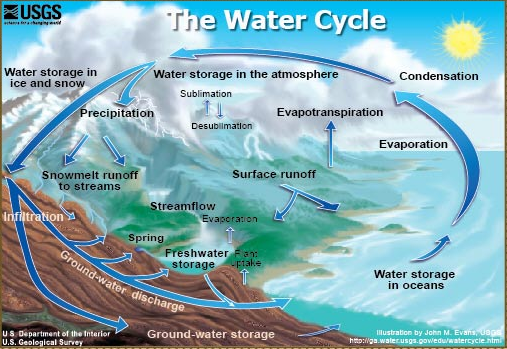 USGS
science for a changing world
The Water Cycle
Water storage in
ice and snow
Water storage in the atmosphere
Condensation
Sublimation
Precipitation
Evapotranspiration
Desublimation
Evaporation
Snowmelt runoff
to streams
Surface runoff
Infiltration
Streamflow
Evaporation
Spring
Freshwater
storage
Plant
uptake
Ground-water discharge
Water storage
in oceans
U.S. Department of the Interior
U.S. Geological Survey
Ground-water storage
Illustration by John M. Evans, USGS
http://ga.water.usgs.gov/edu/watercycle.html